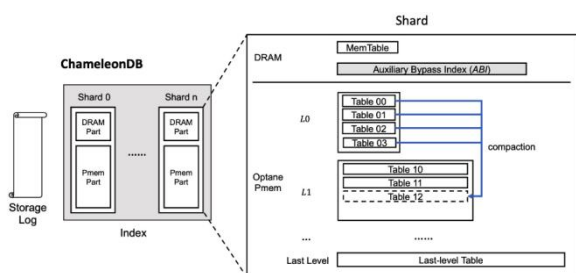 Shard
DRAM
MemTable
Auxiliary Bypass Index (ABI)
ChameleonDB
Shard 0
Shard n
DRAM
Part
DRAM
Part
......
Pmem
Part
Pmem
Part
Index
Storage
Log
Optane
Pmem
L0
Table 00
Table 01
Table 02
Table 03
compaction
L1
Table 10
Table 11
Table 12
...
......
Last Level
Last-level Table